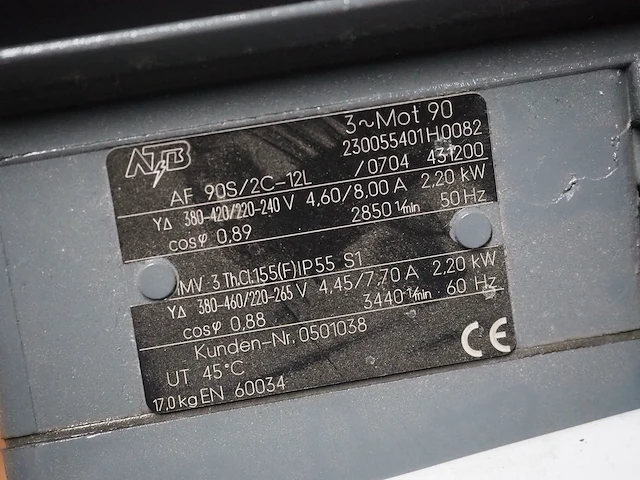 ATB
3~Mot 90
230055401H0082
AF 90S/2C-12L /0704 431200
Y∆ 380-420/220-240 V 4,60/8,00 A 2,20 kW
cosφ 0,89 2850 1/min 50 Hz
MV 3 Th.Cl.155(F)IP55 S1
Y∆ 380-460/220-265 V 4,45/7,70 A 2,20 kW
cosφ 0,88 3440 1/min 60 Hz
Kunden-Nr. 0501038
UT 45°C
17.0 kg EN 60034
CE